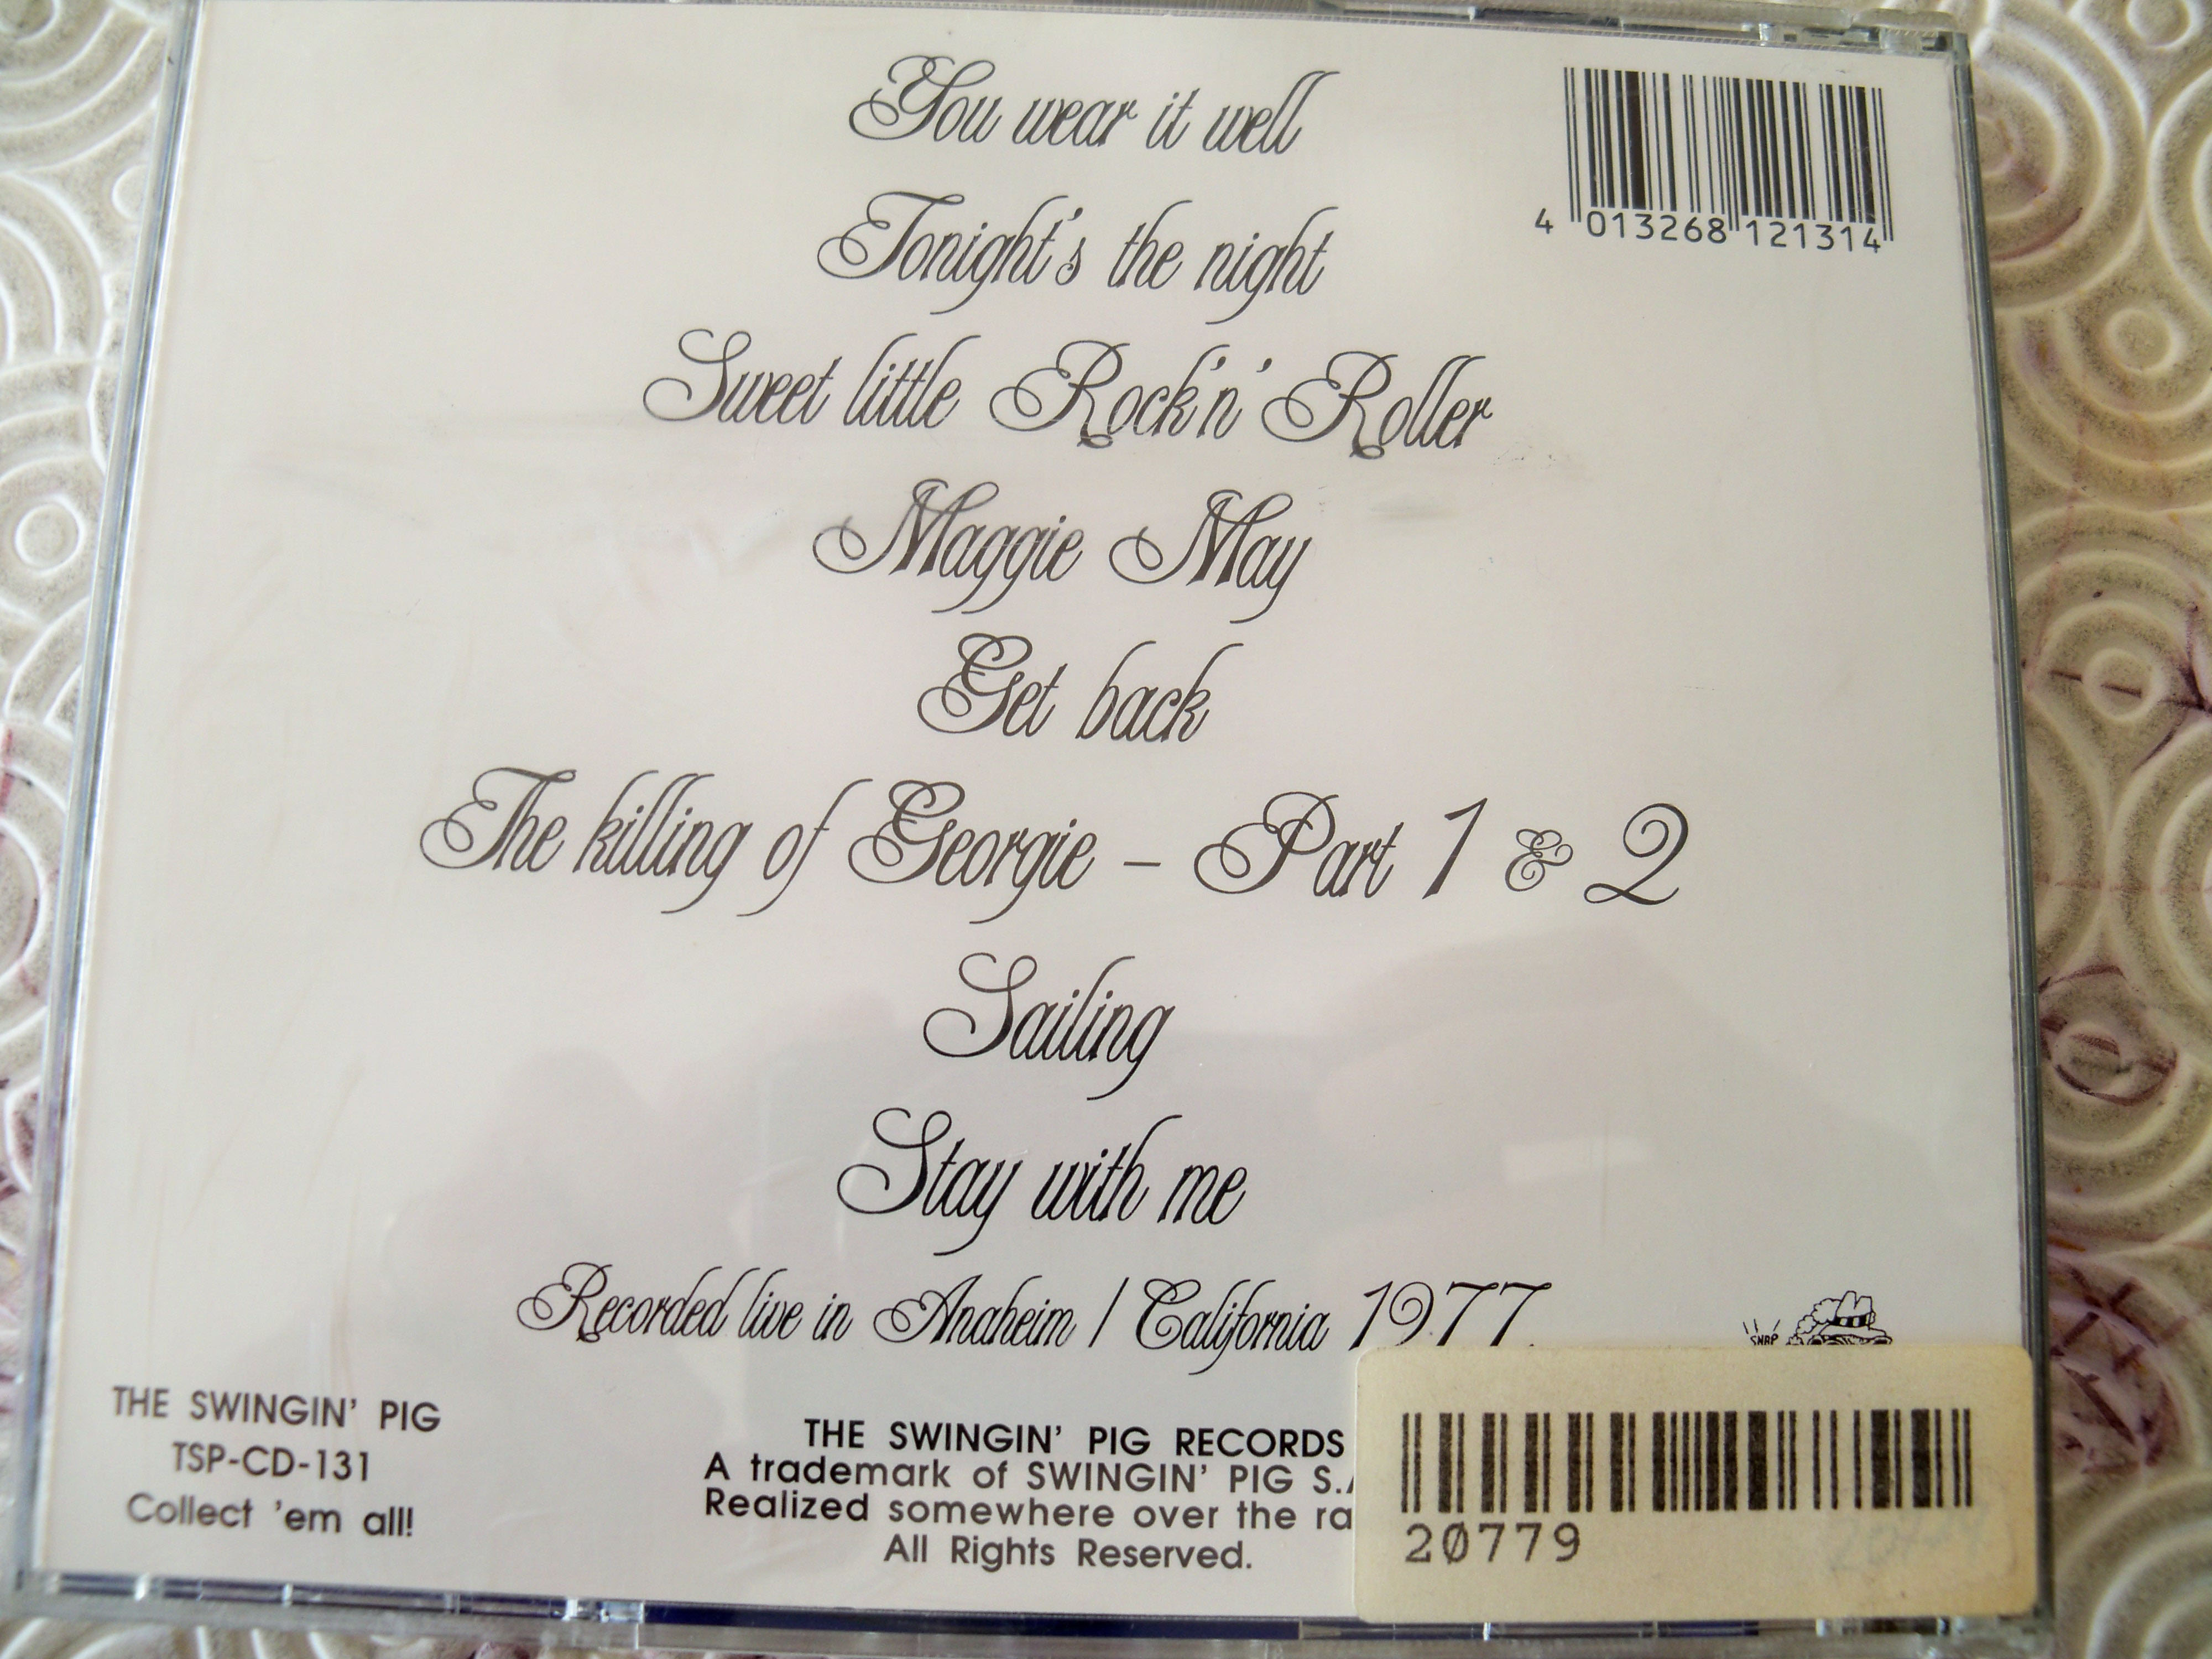 You wear it well
4 013268 121314
Tonight's the night
Sweet little Rock'n' Roller
Maggie May
Get back
The killing of Georgie – Part 1 & 2
Sailing
Stay with me
Recorded live in Anaheim / California 1977.
SNAP
THE SWINGIN' PIG
TSP-CD-131
Collect 'em all!
THE SWINGIN' PIG RECORDS
A trademark of SWINGIN' PIG S.
Realized somewhere over the
All Rights Reserved.
20779